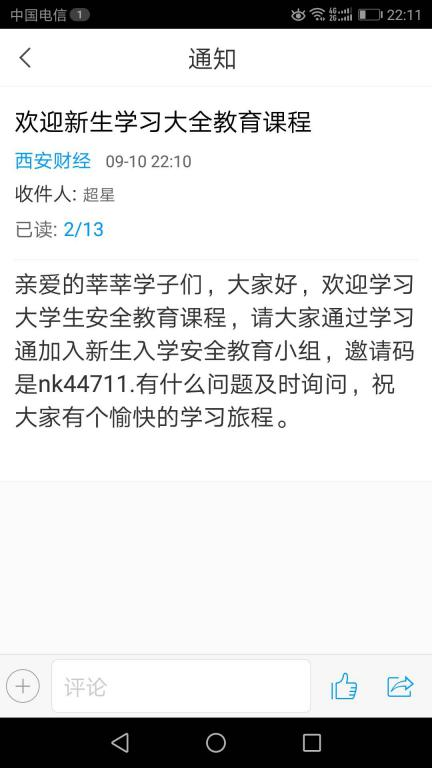 中国电信 1 4G 2G 22:11
通知
欢迎新生学习大全教育课程
西安财经 09-10 22:10
收件人: 超星
已读: 2/13
亲爱的莘莘学子们，大家好，欢迎学习
大学生安全教育课程，请大家通过学习
通加入新生入学安全教育小组，邀请码
是nk44711.有什么问题及时询问，祝
大家有个愉快的学习旅程。
评论